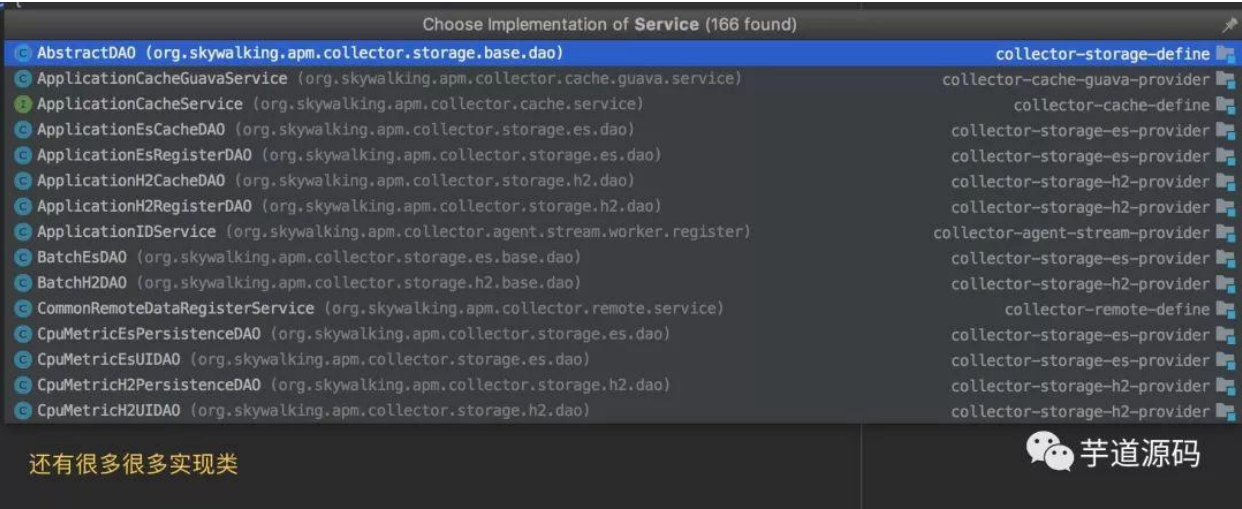 Choose Implementation of Service (166 found)
AbstractDAO (org.skywalking.apm.collector.storage.base.dao) collector-storage-define
ApplicationCacheGuavaService (org.skywalking.apm.collector.cache.guava.service) collector-cache-guava-provider
ApplicationCacheService (org.skywalking.apm.collector.cache.service) collector-cache-define
ApplicationEsCacheDAO (org.skywalking.apm.collector.storage.es.dao) collector-storage-es-provider
ApplicationEsRegisterDAO (org.skywalking.apm.collector.storage.es.dao) collector-storage-es-provider
ApplicationH2CacheDAO (org.skywalking.apm.collector.storage.h2.dao) collector-storage-h2-provider
ApplicationH2RegisterDAO (org.skywalking.apm.collector.storage.h2.dao) collector-storage-h2-provider
ApplicationIDService (org.skywalking.apm.collector.agent.stream.worker.register) collector-agent-stream-provider
BatchEsDAO (org.skywalking.apm.collector.storage.es.base.dao) collector-storage-es-provider
BatchH2DAO (org.skywalking.apm.collector.storage.h2.base.dao) collector-storage-h2-provider
CommonRemoteDataRegisterService (org.skywalking.apm.collector.remote.service) collector-remote-define
CpuMetricEsPersistenceDAO (org.skywalking.apm.collector.storage.es.dao) collector-storage-es-provider
CpuMetricEsUIDAO (org.skywalking.apm.collector.storage.es.dao) collector-storage-es-provider
CpuMetricH2PersistenceDAO (org.skywalking.apm.collector.storage.h2.dao) collector-storage-h2-provider
CpuMetricH2UIDAO (org.skywalking.apm.collector.storage.h2.dao) collector-storage-h2-provider
还有很多很多实现类
芋道源码